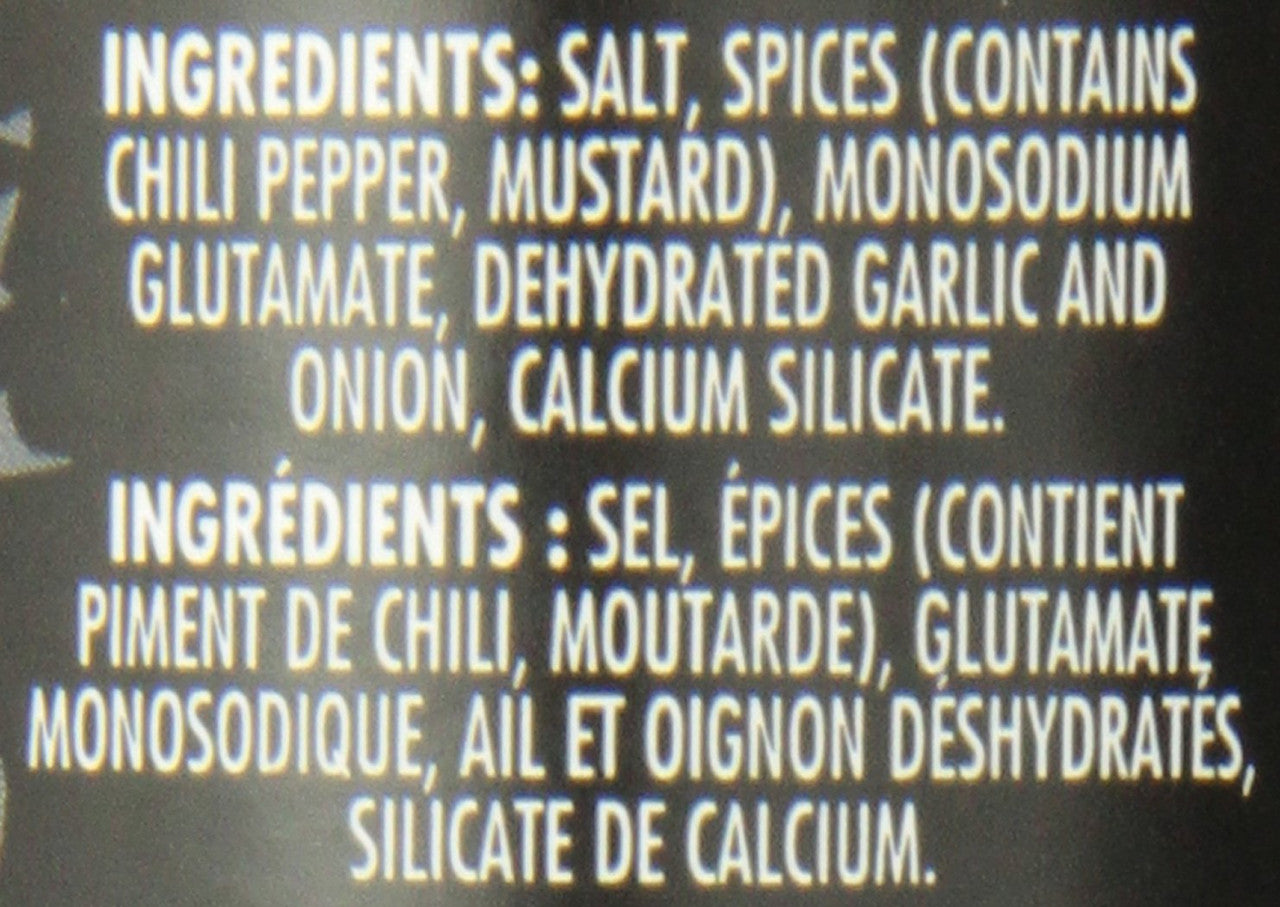 INGREDIENTS: SALT, SPICES (CONTAINS
CHILI PEPPER, MUSTARD), MONOSODIUM
GLUTAMATE, DEHYDRATED GARLIC AND
ONION, CALCIUM SILICATE.
INGRÉDIENTS : SEL, ÉPICES (CONTIENT
PIMENT DE CHILI, MOUTARDE), GLUTAMATE
MONOSODIQUE, AIL ET OIGNON DÉSHYDRATÉS,
SILICATE DE CALCIUM.